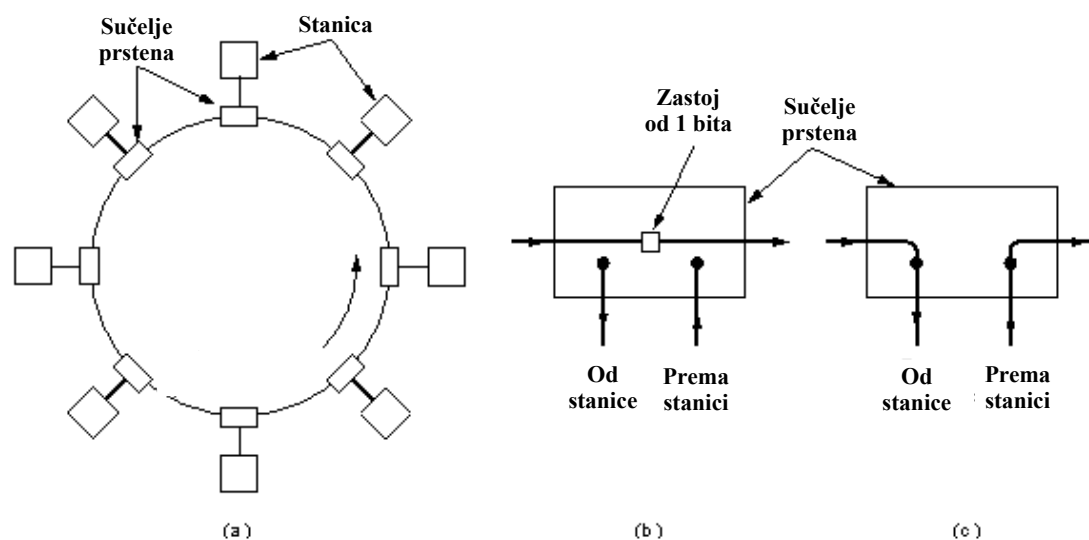 Sučelje
prstena
Stanica
Zastoj
od 1 bita
Sučelje
prstena
Od
stanice
Prema
stanici
Od
stanice
Prema
stanici
(a)
(b)
(c)